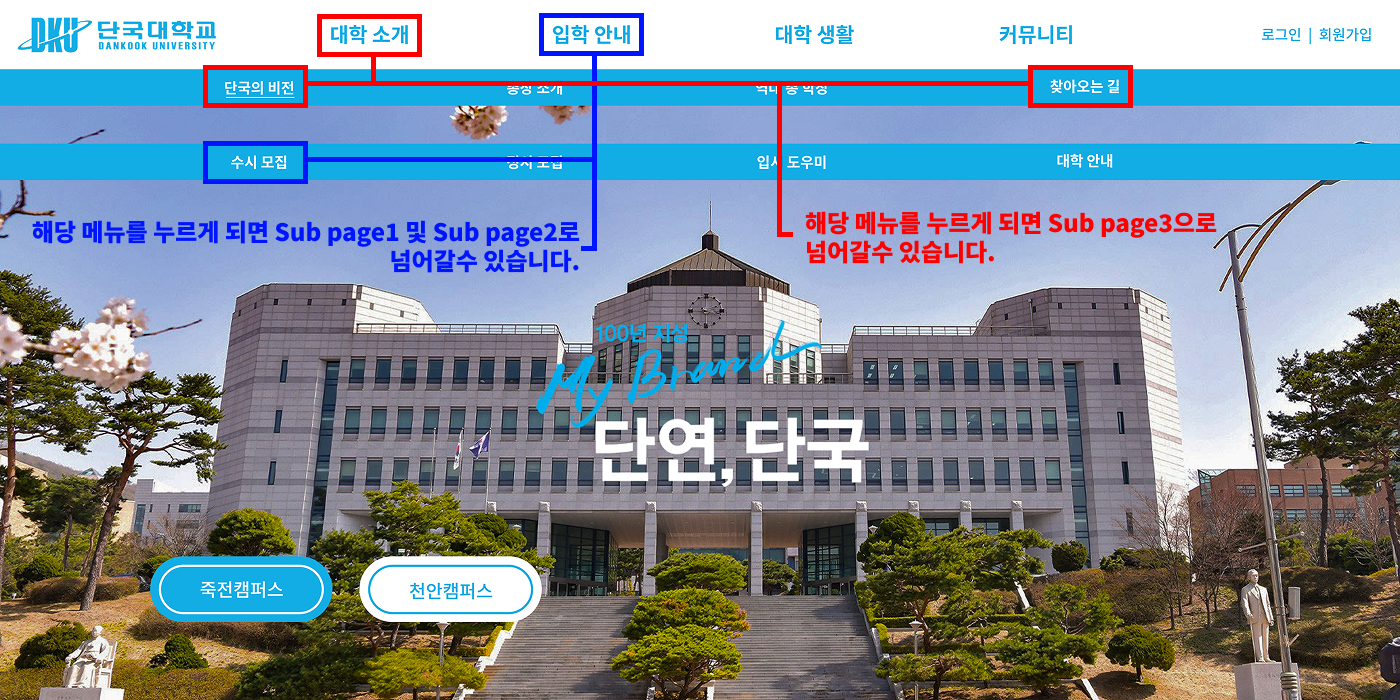 DKU 단국대학교
DANKOOK UNIVERSITY
대학 소개
입학 안내
대학 생활
커뮤니티
로그인 | 회원가입
단국의 비전
총장 소개
역대 총·학장
찾아오는 길
수시 모집
정시 모집
입시 도우미
대학 안내
해당 메뉴를 누르게 되면 Sub page1 및 Sub page2로
넘어갈수 있습니다.
해당 메뉴를 누르게 되면 Sub page3으로
넘어갈수 있습니다.
100년 지성
My Brand
단연, 단국
죽전캠퍼스
천안캠퍼스